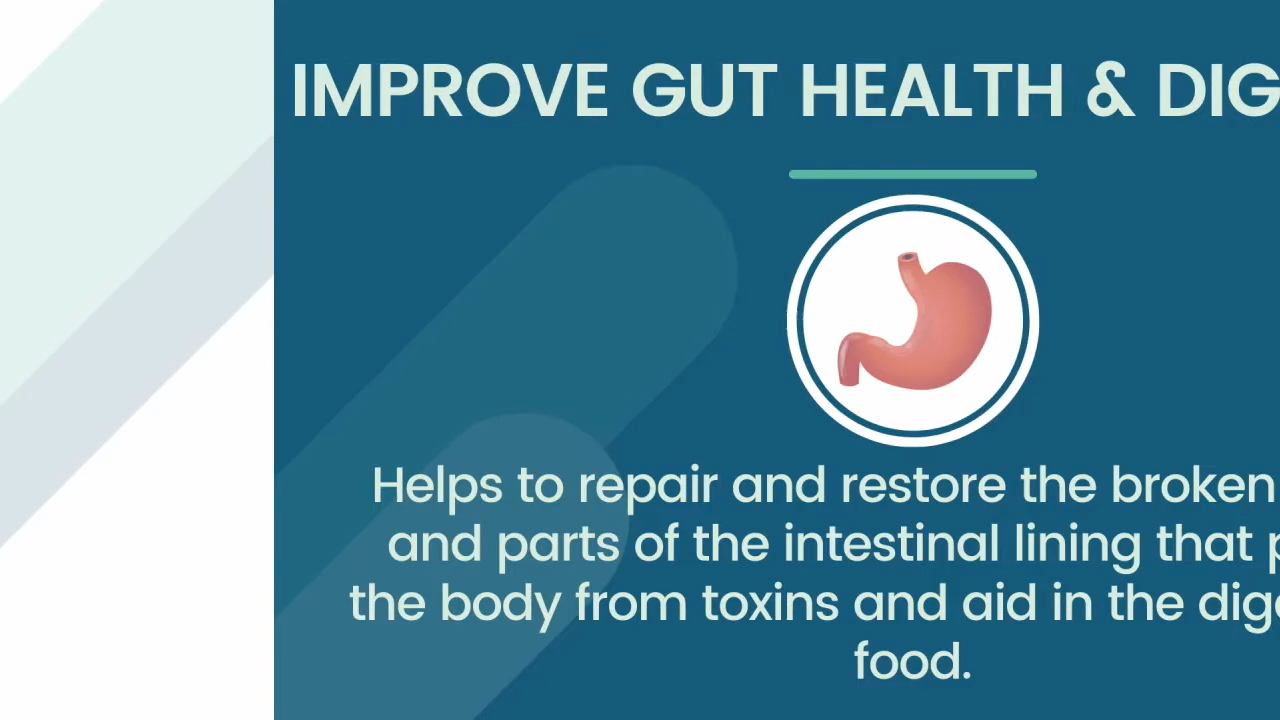 IMPROVE GUT HEALTH & DIG
Helps to repair and restore the broken
and parts of the intestinal lining that p
the body from toxins and aid in the dige
food.